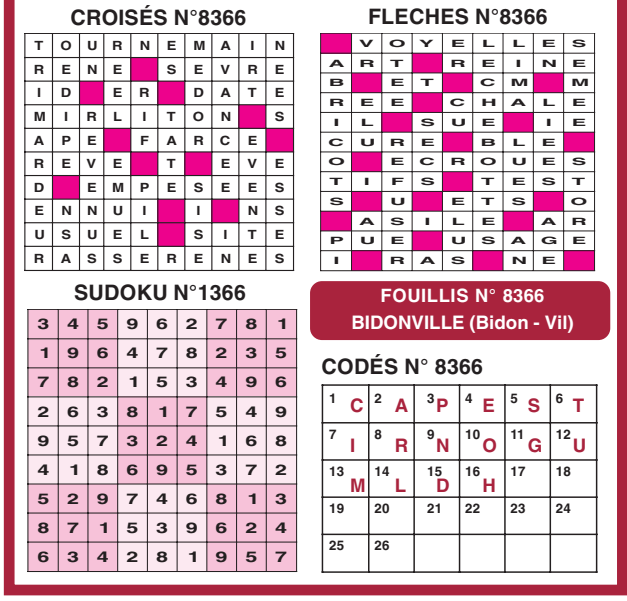 CROISÉS N°8366
T O U R N E M A I N
R E N E S E V R E
I D E R D A T E
M I R L I T O N S
A P E F A R C E
R E V E T E V E
D E M P E S E E S
E N N U I I N S
U S U E L S I T E
R A S S E R E N E S
FLECHES N°8366
V O Y E L L E S
A R T R E I N E
B E T C M M
R E E C H A L E
I L S U E I E
C U R E B L E
O E C R O U E S
T I F S T E S T
S U E T S O
A S I L E A R
P U E U S A G E
I R A S N E
SUDOKU N°1366
3 4 5 9 6 2 7 8 1
1 9 6 4 7 8 2 3 5
7 8 2 1 5 3 4 9 6
2 6 3 8 1 7 5 4 9
9 5 7 3 2 4 1 6 8
4 1 8 6 9 5 3 7 2
5 2 9 7 4 6 8 1 3
8 7 1 5 3 9 6 2 4
6 3 4 2 8 1 9 5 7
FOUILLIS N° 8366
BIDONVILLE (Bidon - Vil)
CODÉS N° 8366
1 C 2 A 3 P 4 E 5 S 6 T
7 I 8 R 9 N 10 O 11 G 12 U
13 M 14 L 15 D 16 H 17 18
19 20 21 22 23 24
25 26